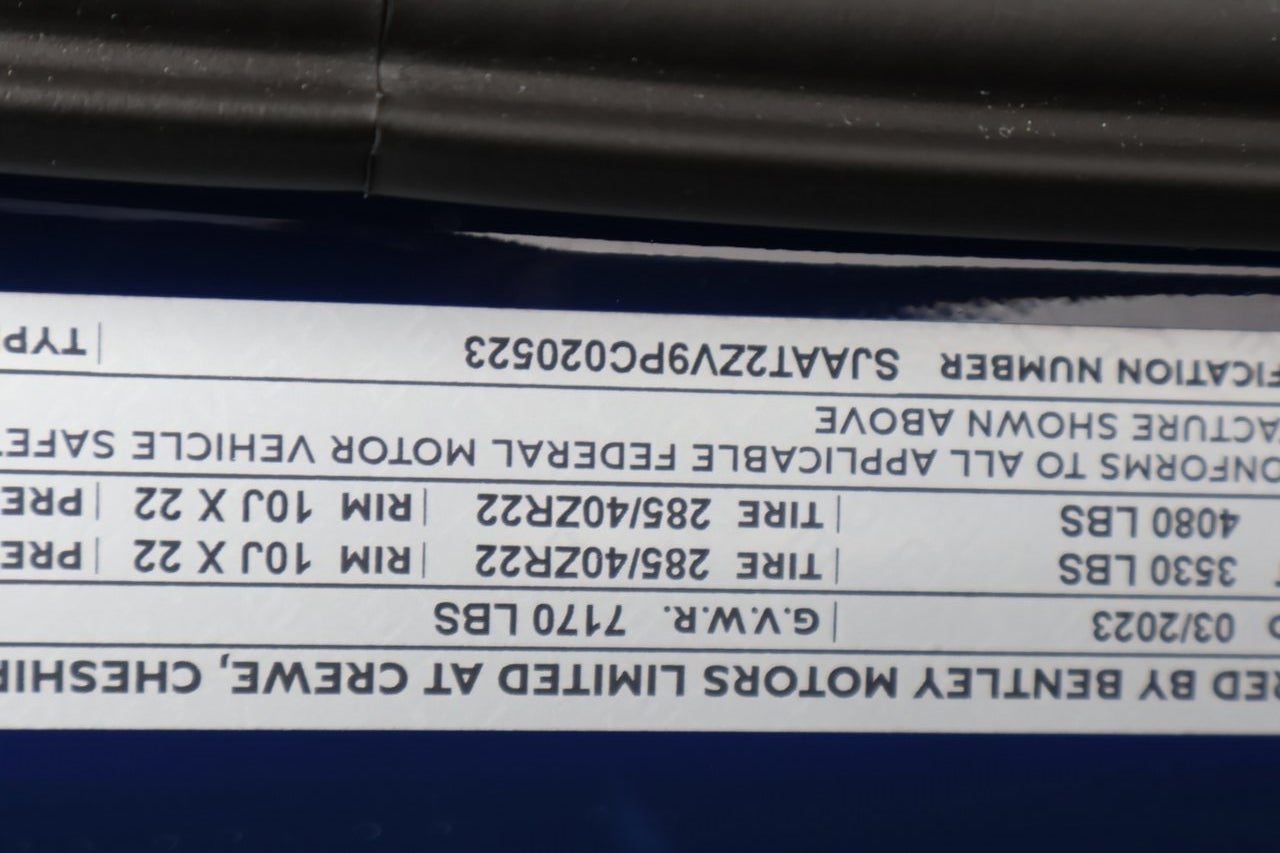 RED BY BENTLEY MOTORS LIMITED AT CREWE, CHESHIR
03/2023 | G.V.W.R. 7170 LBS
3530 LBS | TIRE 285/40ZR22 | RIM 10J X 22 | PRE
4080 LBS | TIRE 285/40ZR22 | RIM 10J X 22 | PRE
ONFORMS TO ALL APPLICABLE FEDERAL MOTOR VEHICLE SAFE
ACTURE SHOWN ABOVE
FICATION NUMBER SJAAT2ZV9PC020523 | TYP